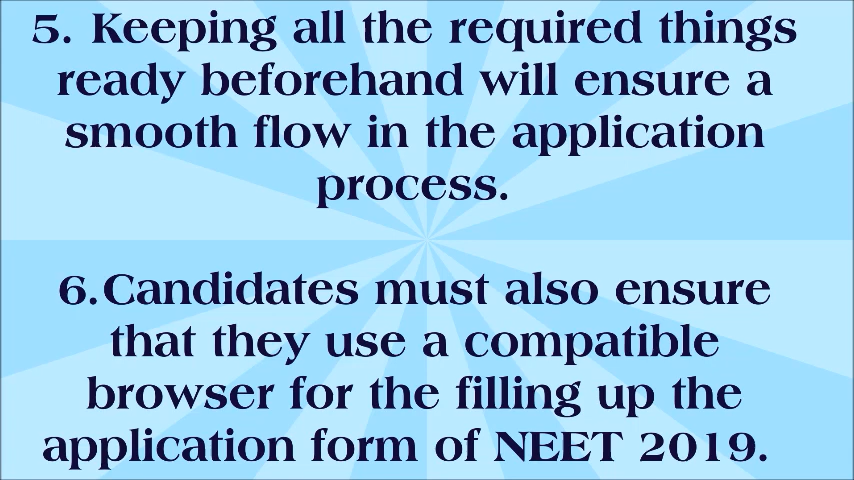 5. Keeping all the required things
ready beforehand will ensure a
smooth flow in the application
process.
6.Candidates must also ensure
that they use a compatible
browser for the filling up the
application form of NEET 2019.